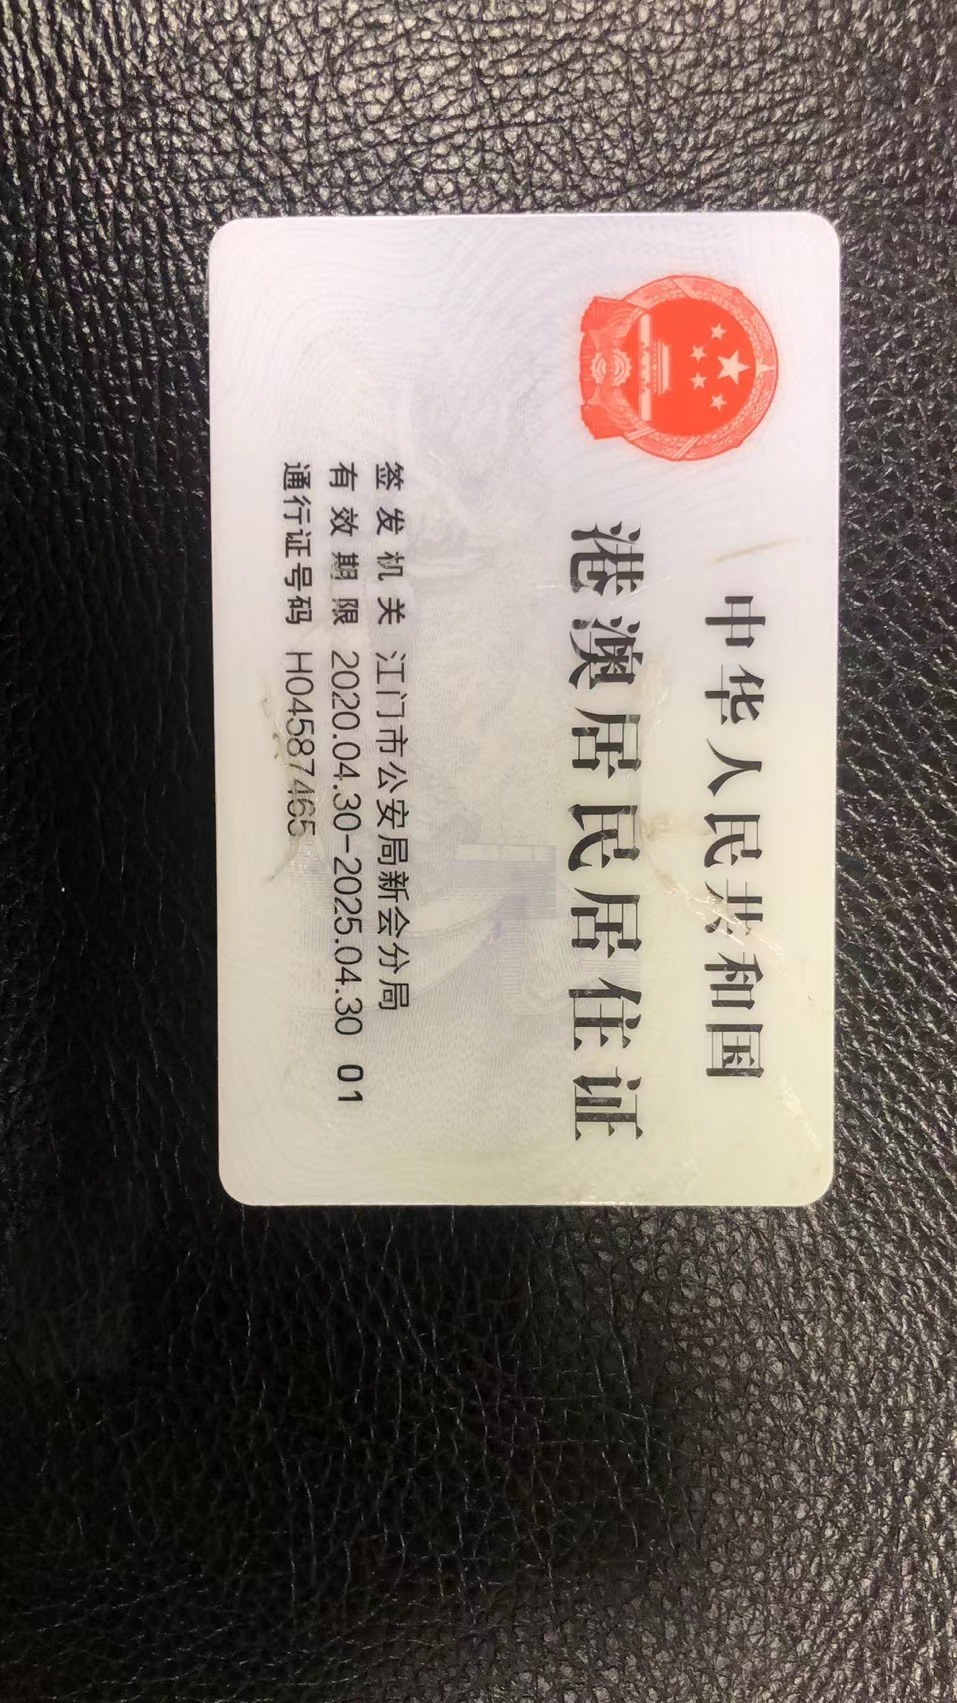 中华人民共和国
港澳居民居住证
签发机关 江门市公安局新会分局
有效期限 2020.04.30-2025.04.30 01
通行证号码 H04587465